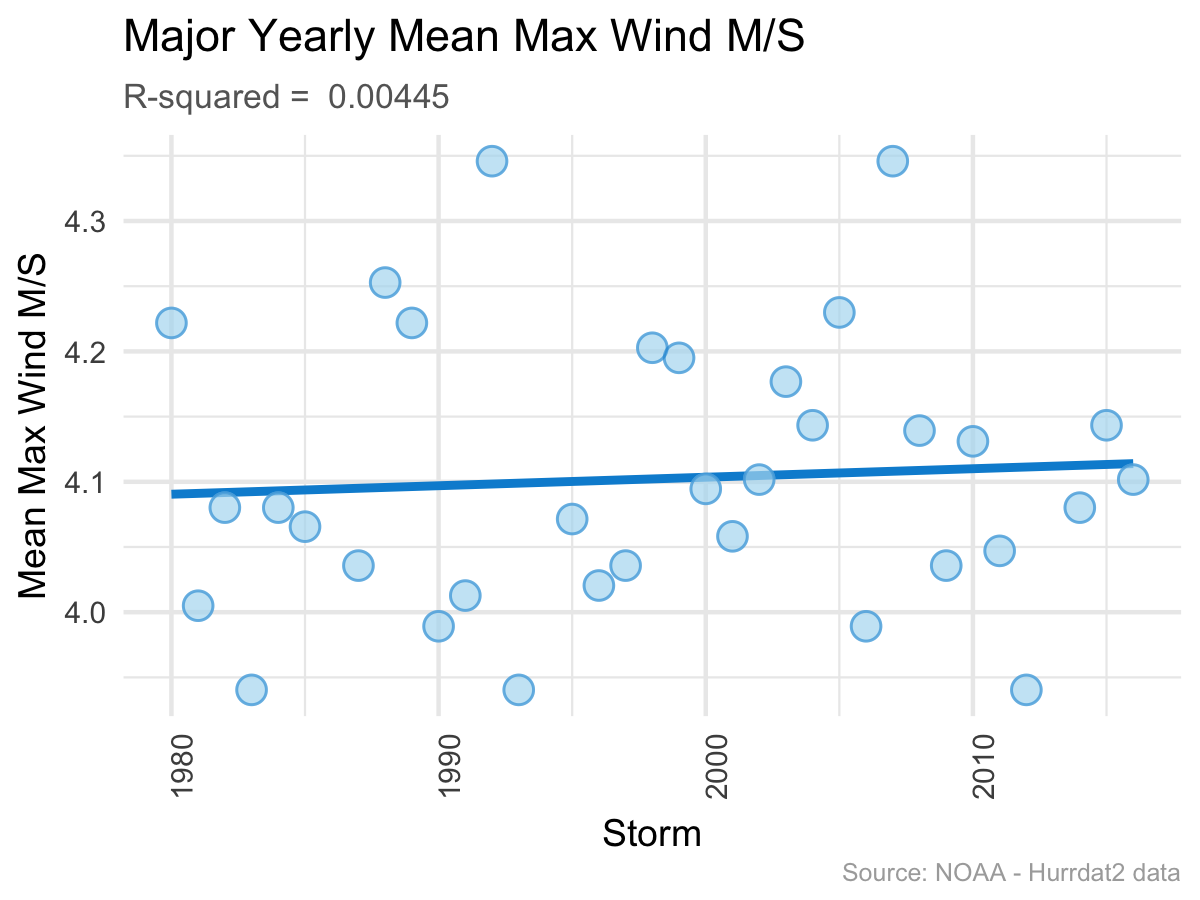 Major Yearly Mean Max Wind M/S
R-squared =  0.00445
Mean Max Wind M/S
4.3
4.2
4.1
4.0
1980
1990
2000
2010
Storm
Source: NOAA - Hurrdat2 data